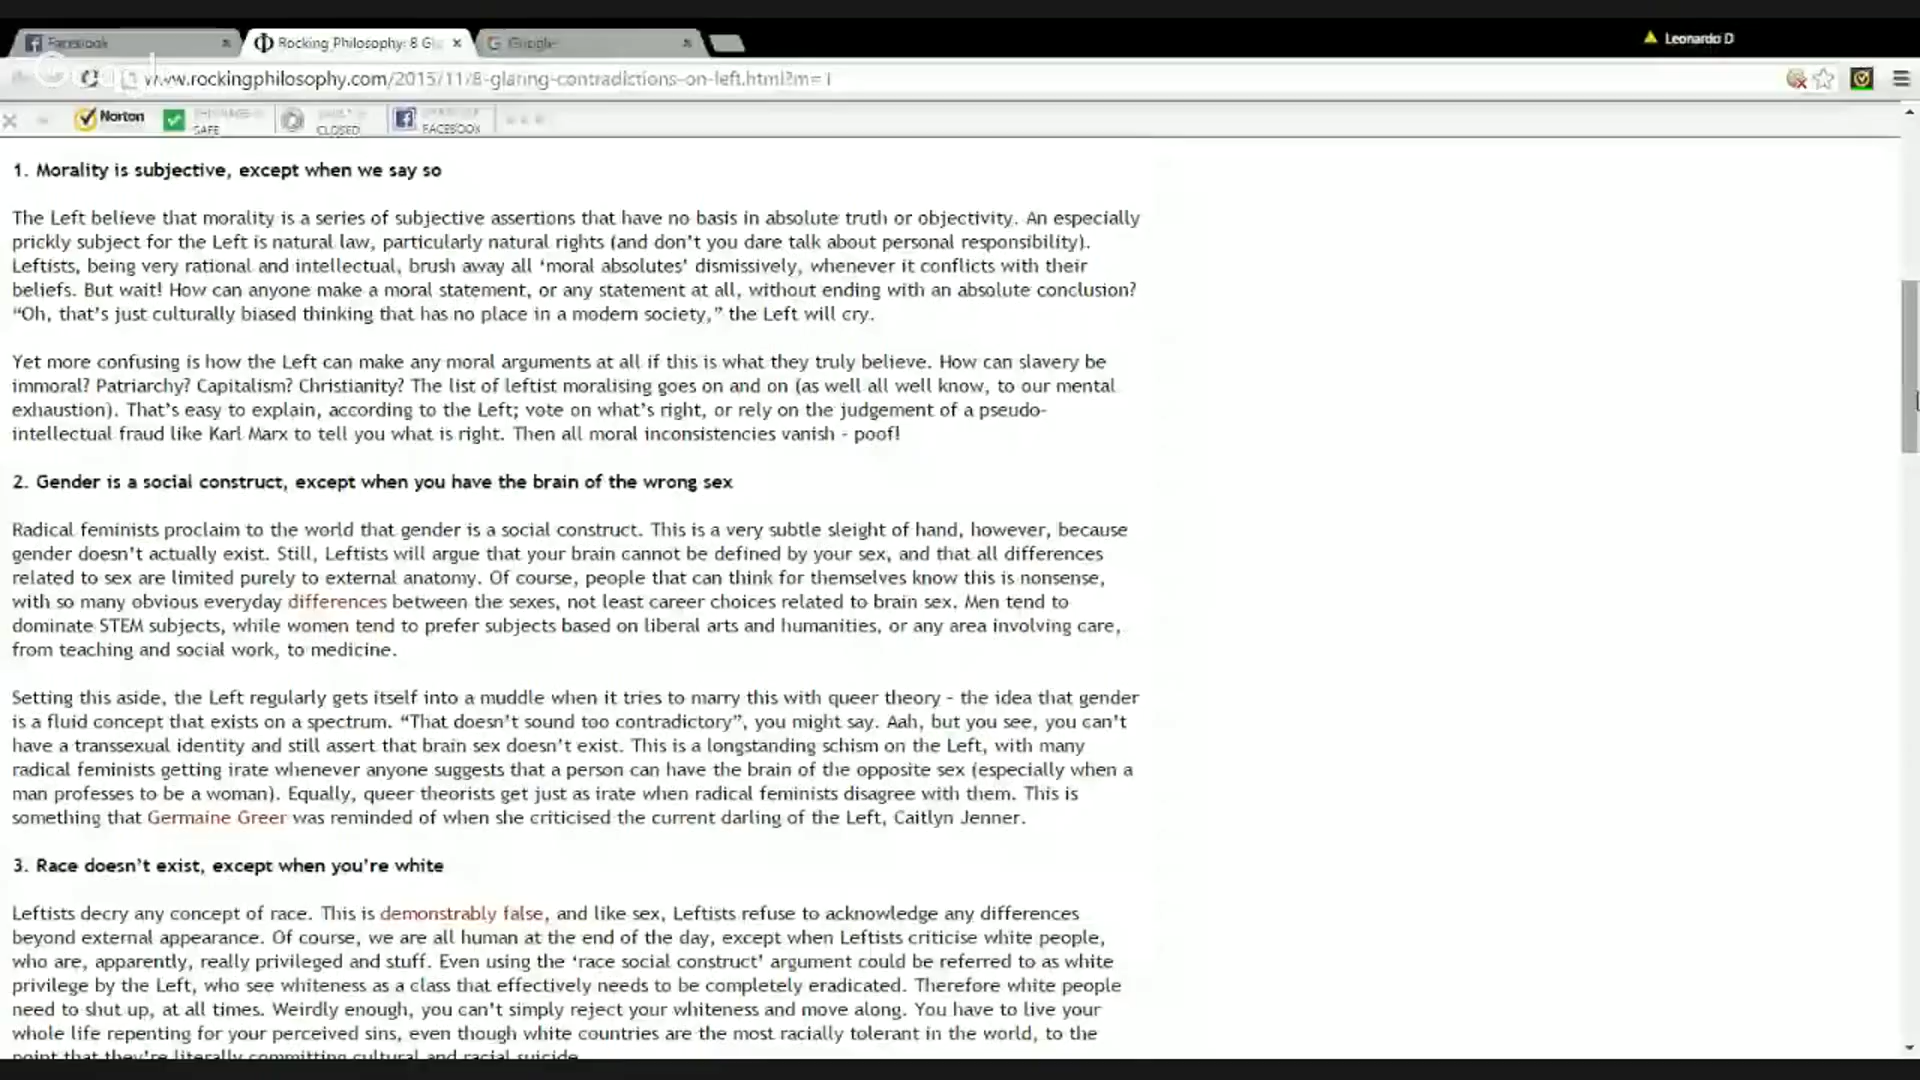 Facebook
Rocking Philosophy: 8 Gl
Google
Leonardo D
www.rockingphilosophy.com/2015/11/8-glaring-contradictions-on-left.html?m=1
Norton
SAFE
CLOSED
FACEBOOK
1. Morality is subjective, except when we say so
The Left believe that morality is a series of subjective assertions that have no basis in absolute truth or objectivity. An especially
prickly subject for the Left is natural law, particularly natural rights (and don't you dare talk about personal responsibility).
Leftists, being very rational and intellectual, brush away all ‘moral absolutes’ dismissively, whenever it conflicts with their
beliefs. But wait! How can anyone make a moral statement, or any statement at all, without ending with an absolute conclusion?
“Oh, that's just culturally biased thinking that has no place in a modern society,” the Left will cry.
Yet more confusing is how the Left can make any moral arguments at all if this is what they truly believe. How can slavery be
immoral? Patriarchy? Capitalism? Christianity? The list of leftist moralising goes on and on (as well all well know, to our mental
exhaustion). That's easy to explain, according to the Left; vote on what's right, or rely on the judgement of a pseudo-
intellectual fraud like Karl Marx to tell you what is right. Then all moral inconsistencies vanish - poof!
2. Gender is a social construct, except when you have the brain of the wrong sex
Radical feminists proclaim to the world that gender is a social construct. This is a very subtle sleight of hand, however, because
gender doesn't actually exist. Still, Leftists will argue that your brain cannot be defined by your sex, and that all differences
related to sex are limited purely to external anatomy. Of course, people that can think for themselves know this is nonsense,
with so many obvious everyday differences between the sexes, not least career choices related to brain sex. Men tend to
dominate STEM subjects, while women tend to prefer subjects based on liberal arts and humanities, or any area involving care,
from teaching and social work, to medicine.
Setting this aside, the Left regularly gets itself into a muddle when it tries to marry this with queer theory - the idea that gender
is a fluid concept that exists on a spectrum. “That doesn't sound too contradictory”, you might say. Aah, but you see, you can't
have a transsexual identity and still assert that brain sex doesn't exist. This is a longstanding schism on the Left, with many
radical feminists getting irate whenever anyone suggests that a person can have the brain of the opposite sex (especially when a
man professes to be a woman). Equally, queer theorists get just as irate when radical feminists disagree with them. This is
something that Germaine Greer was reminded of when she criticised the current darling of the Left, Caitlyn Jenner.
3. Race doesn't exist, except when you're white
Leftists decry any concept of race. This is demonstrably false, and like sex, Leftists refuse to acknowledge any differences
beyond external appearance. Of course, we are all human at the end of the day, except when Leftists criticise white people,
who are, apparently, really privileged and stuff. Even using the ‘race social construct’ argument could be referred to as white
privilege by the Left, who see whiteness as a class that effectively needs to be completely eradicated. Therefore white people
need to shut up, at all times. Weirdly enough, you can't simply reject your whiteness and move along. You have to live your
whole life repenting for your perceived sins, even though white countries are the most racially tolerant in the world, to the
point that they're literally committing cultural and racial suicide.